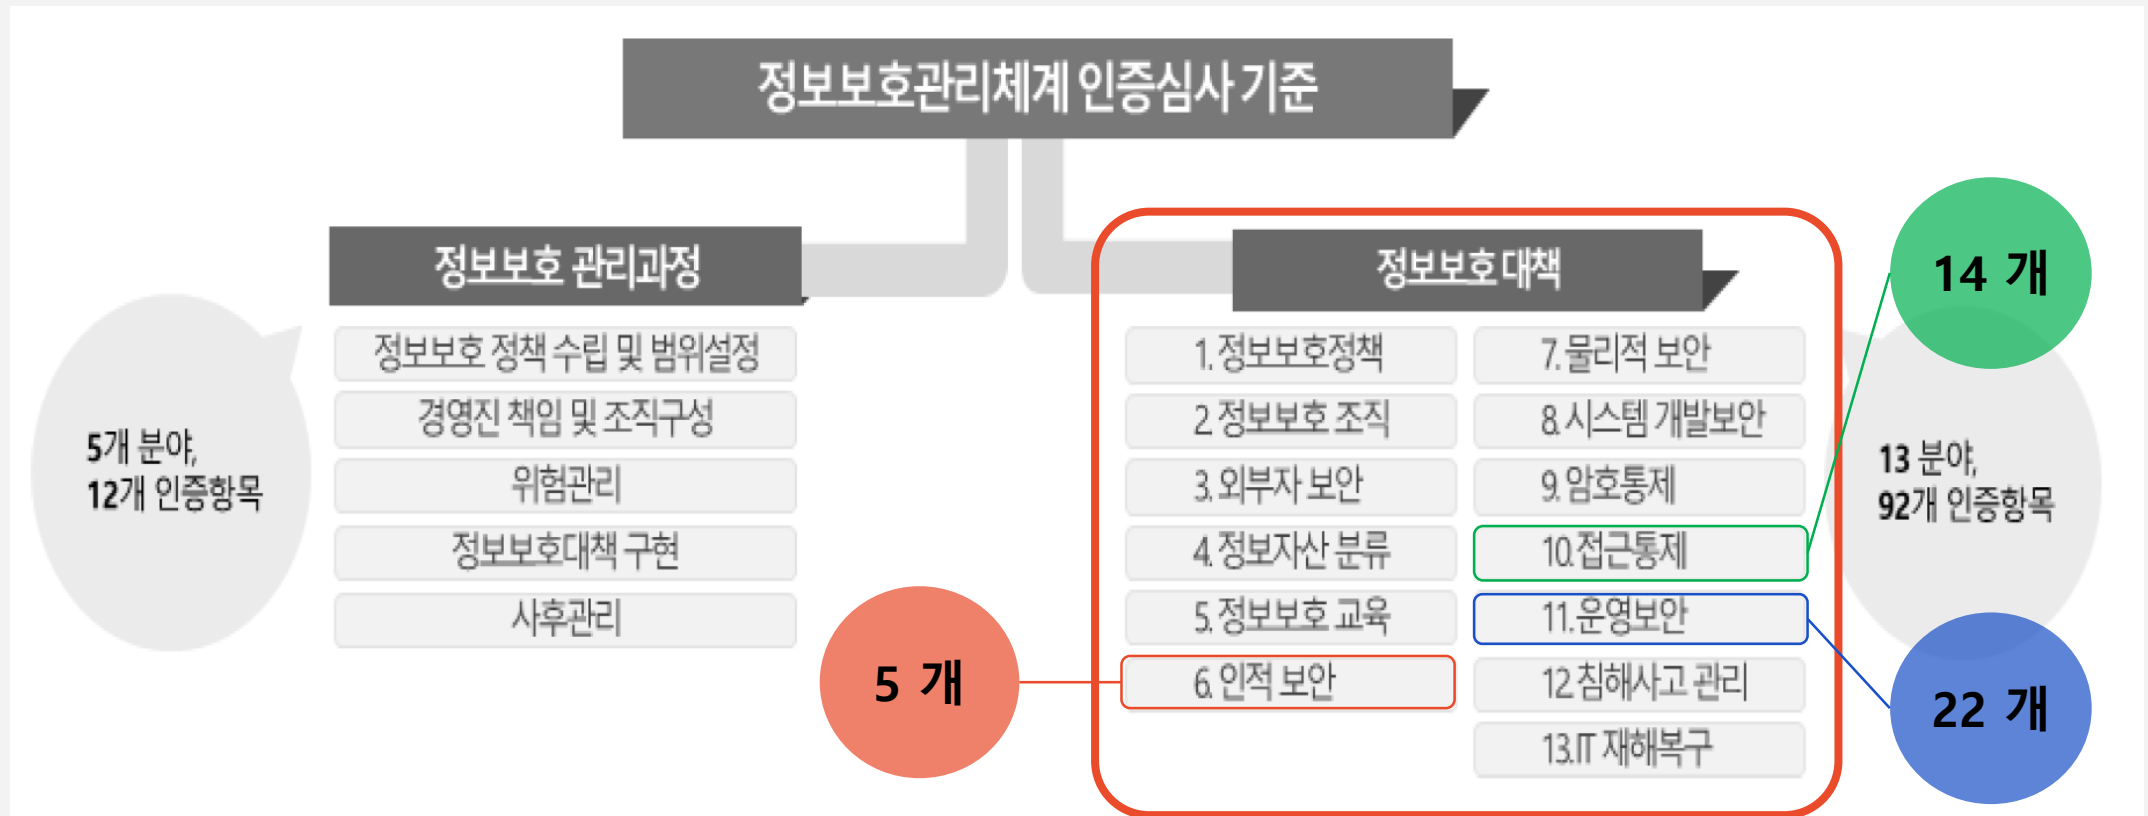 정보보호관리체계 인증심사 기준
정보보호 관리과정
정보보호 정책 수립 및 범위설정
경영진 책임 및 조직구성
위험관리
정보보호대책 구현
사후관리
5개 분야,
12개 인증항목
정보보호 대책
1. 정보보호정책
2. 정보보호 조직
3. 외부자 보안
4. 정보자산 분류
5. 정보보호 교육
6. 인적 보안
7. 물리적 보안
8. 시스템 개발보안
9. 암호통제
10. 접근통제
11. 운영보안
12 침해사고 관리
13.IT 재해복구
13 분야,
92개 인증항목
5 개
14 개
22 개